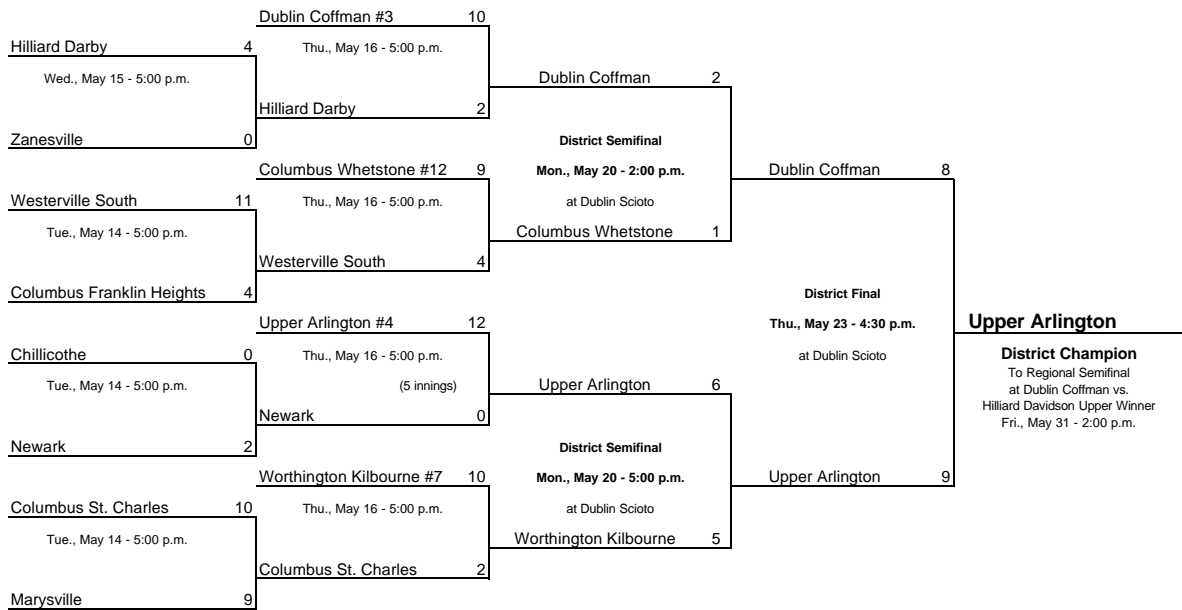 Dublin Coffman #3 10
Hilliard Darby 4
Thu., May 16 - 5:00 p.m.
Wed., May 15 - 5:00 p.m.
Dublin Coffman 2
Hilliard Darby 2
Zanesville 0
District Semifinal
Columbus Whetstone #12 9
Mon., May 20 - 2:00 p.m.
Dublin Coffman 8
Westerville South 11
Thu., May 16 - 5:00 p.m.
at Dublin Scioto
Tue., May 14 - 5:00 p.m.
Columbus Whetstone 1
Westerville South 4
Columbus Franklin Heights 4
District Final
Upper Arlington #4 12
Thu., May 23 - 4:30 p.m.
Upper Arlington
Chillicothe 0
Thu., May 16 - 5:00 p.m.
at Dublin Scioto
District Champion
To Regional Semifinal
Tue., May 14 - 5:00 p.m.
(5 innings)
Upper Arlington 6
at Dublin Coffman vs.
Hilliard Davidson Upper Winner
Newark 0
Fri., May 31 - 2:00 p.m.
Newark 2
District Semifinal
Worthington Kilbourne #7 10
Mon., May 20 - 5:00 p.m.
Upper Arlington 9
Columbus St. Charles 10
Thu., May 16 - 5:00 p.m.
at Dublin Scioto
Tue., May 14 - 5:00 p.m.
Worthington Kilbourne 5
Columbus St. Charles 2
Marysville 9